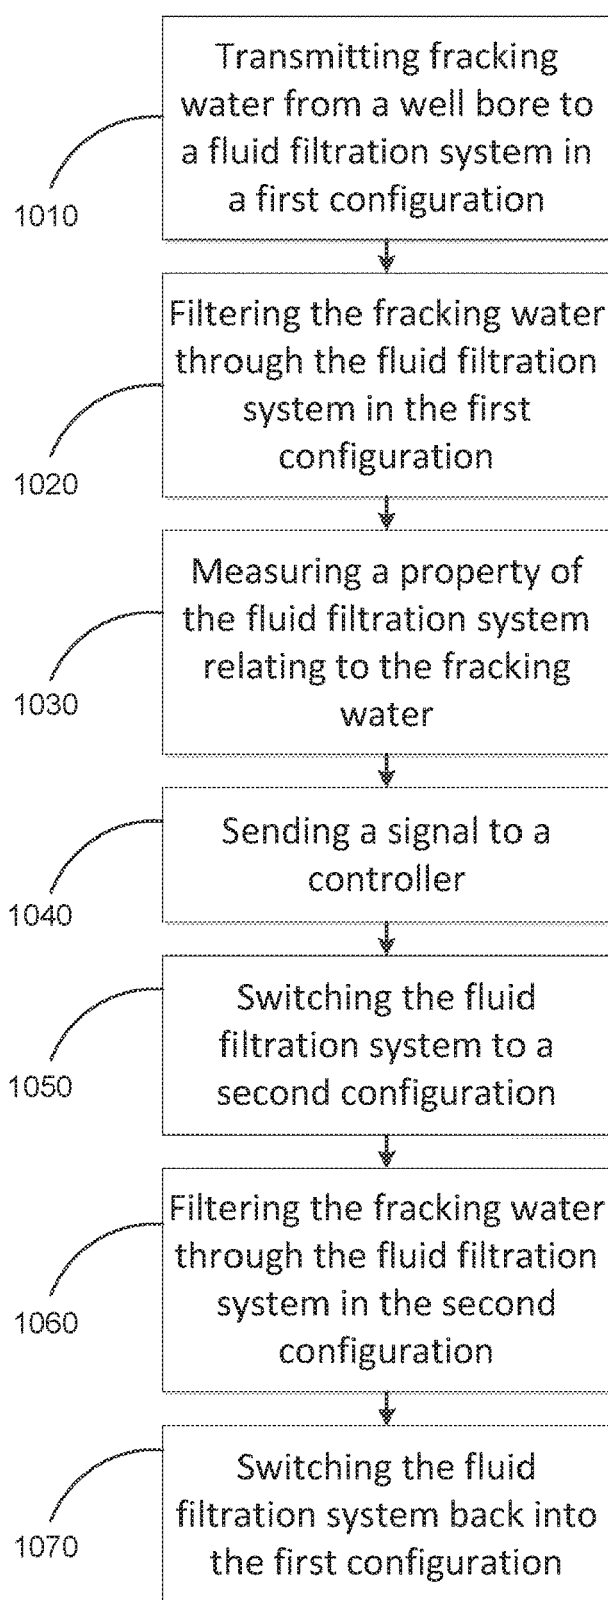 Transmitting fracking
water from a well bore to
a fluid filtration system in
a first configuration
1010
Filtering the fracking water
through the fluid filtration
system in the first
configuration
1020
Measuring a property of
the fluid filtration system
relating to the fracking
water
1030
Sending a signal to a
controller
1040
Switching the fluid
filtration system to a
second configuration
1050
Filtering the fracking water
through the fluid filtration
system in the second
configuration
1060
Switching the fluid
filtration system back into
the first configuration
1070